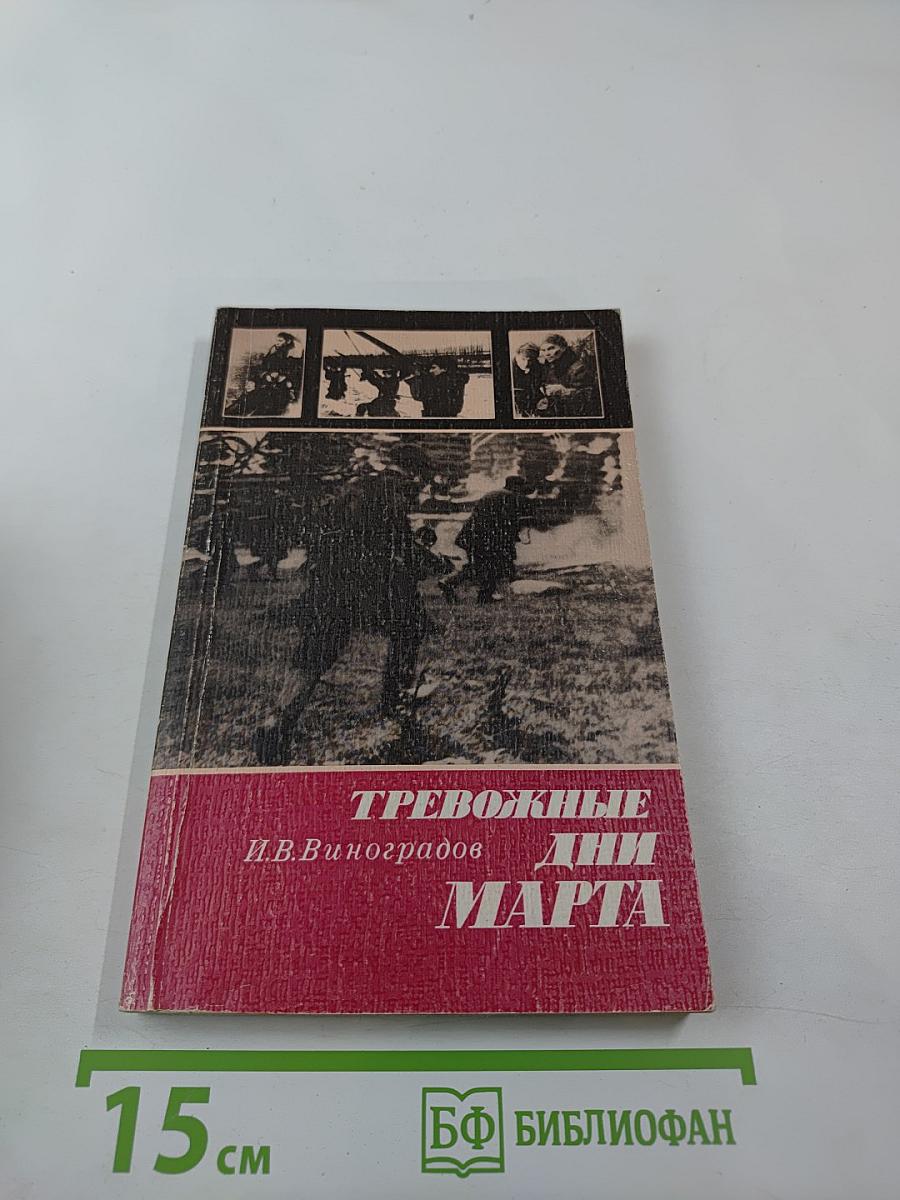 ТРЕВОЖНЫЕ
И.В.Виноградов ДНИ
МАРТА
15 см БФ БИБЛИОФАН